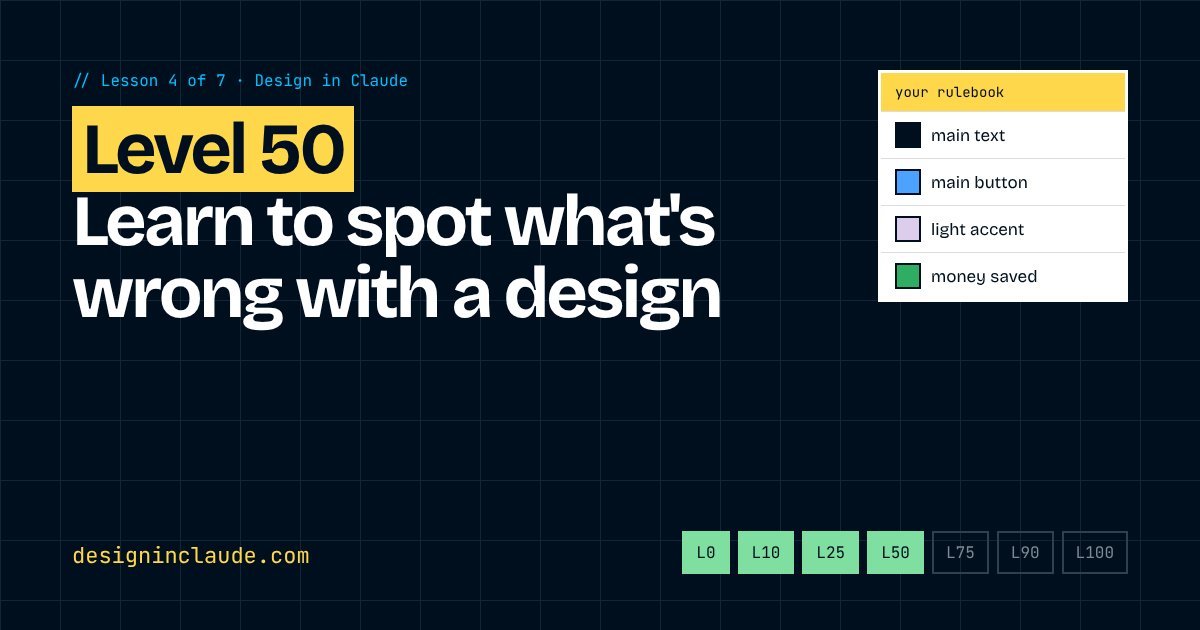 // Lesson 4 of 7 · Design in Claude
Level 50
Learn to spot what's
wrong with a design
your rulebook
main text
main button
light accent
money saved
designinclaude.com
L0 L10 L25 L50 L75 L90 L100